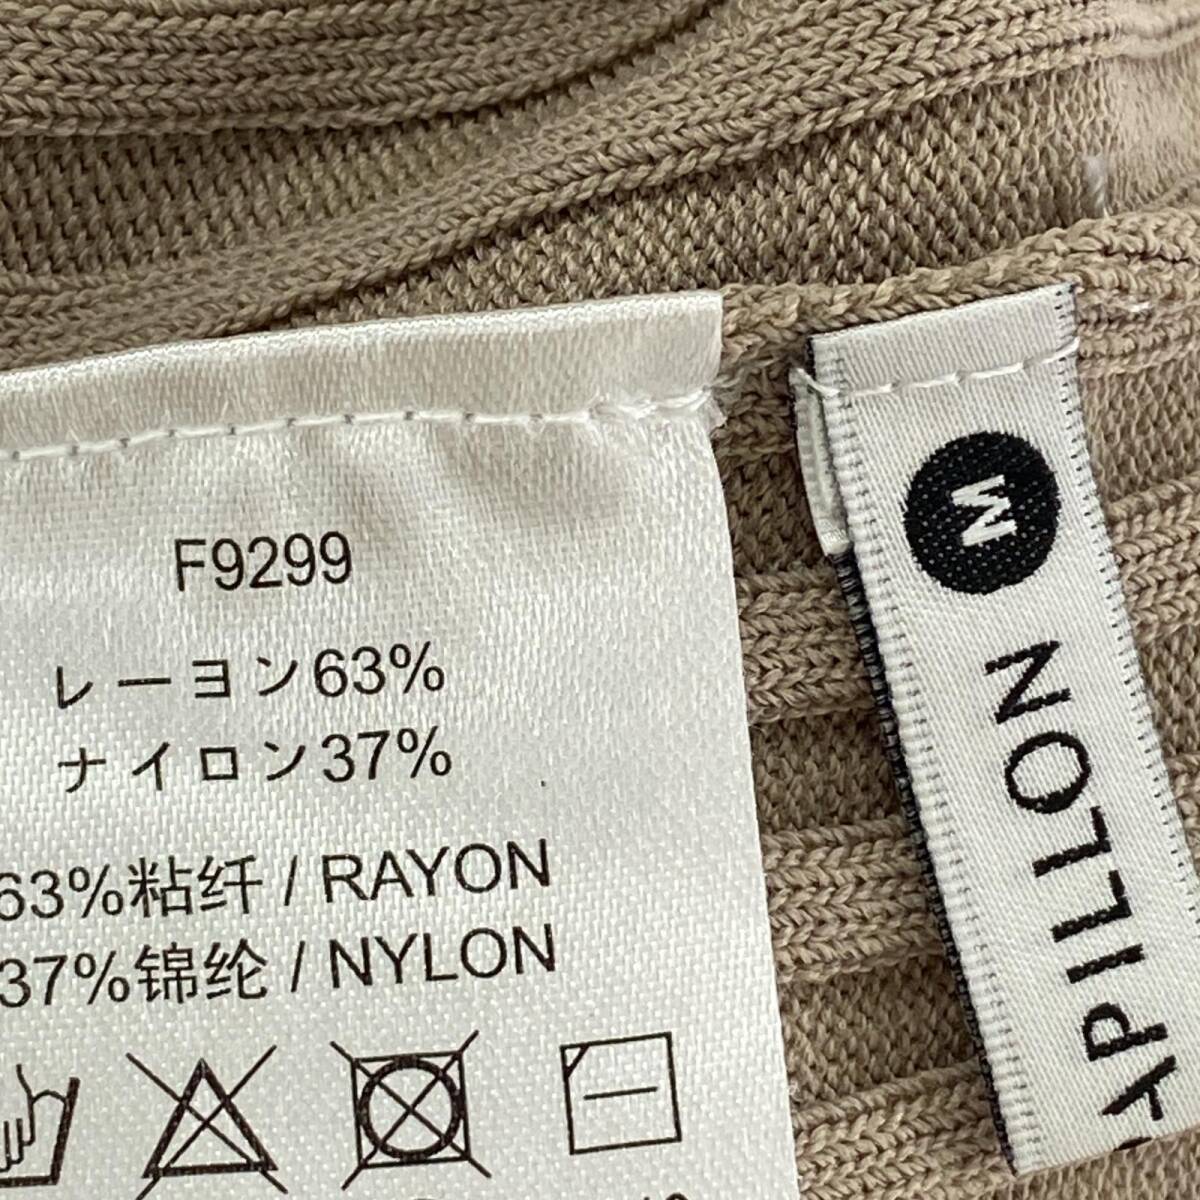 F9299
レーヨン63%
ナイロン37%
63%粘纤 / RAYON
37%锦纶 / NYLON
M
APILLON